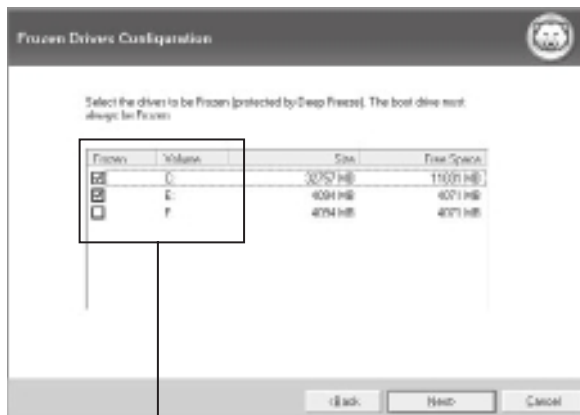 Frozen Drives Configuration
Select the drives to be Frozen (protected by Deep Freeze). The boot drive must
always be Frozen:
Frozen Volume Size Free Space
C: 32757 MB MB
E: 4094 MB 4071 MB
F: 4094 MB 4071 MB
<Back Next> Cancel